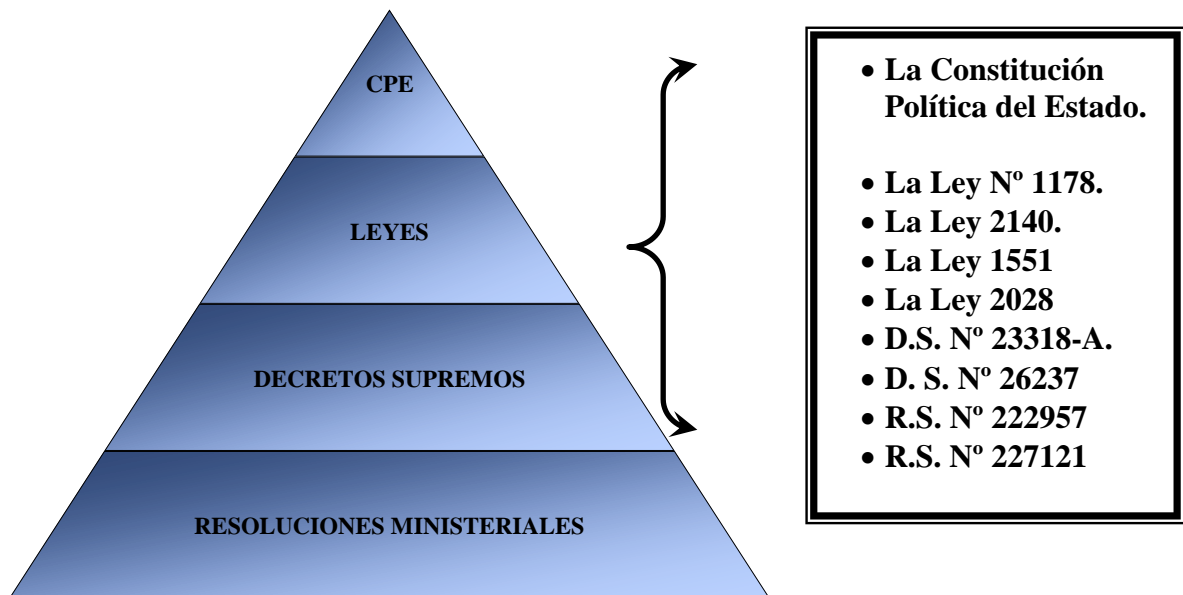 CPE
LEYES
DECRETOS SUPREMOS
RESOLUCIONES MINISTERIALES
• La Constitución
Política del Estado.
• La Ley Nº 1178.
• La Ley 2140.
• La Ley 1551
• La Ley 2028
• D.S. Nº 23318-A.
• D. S. Nº 26237
• R.S. Nº 222957
• R.S. Nº 227121